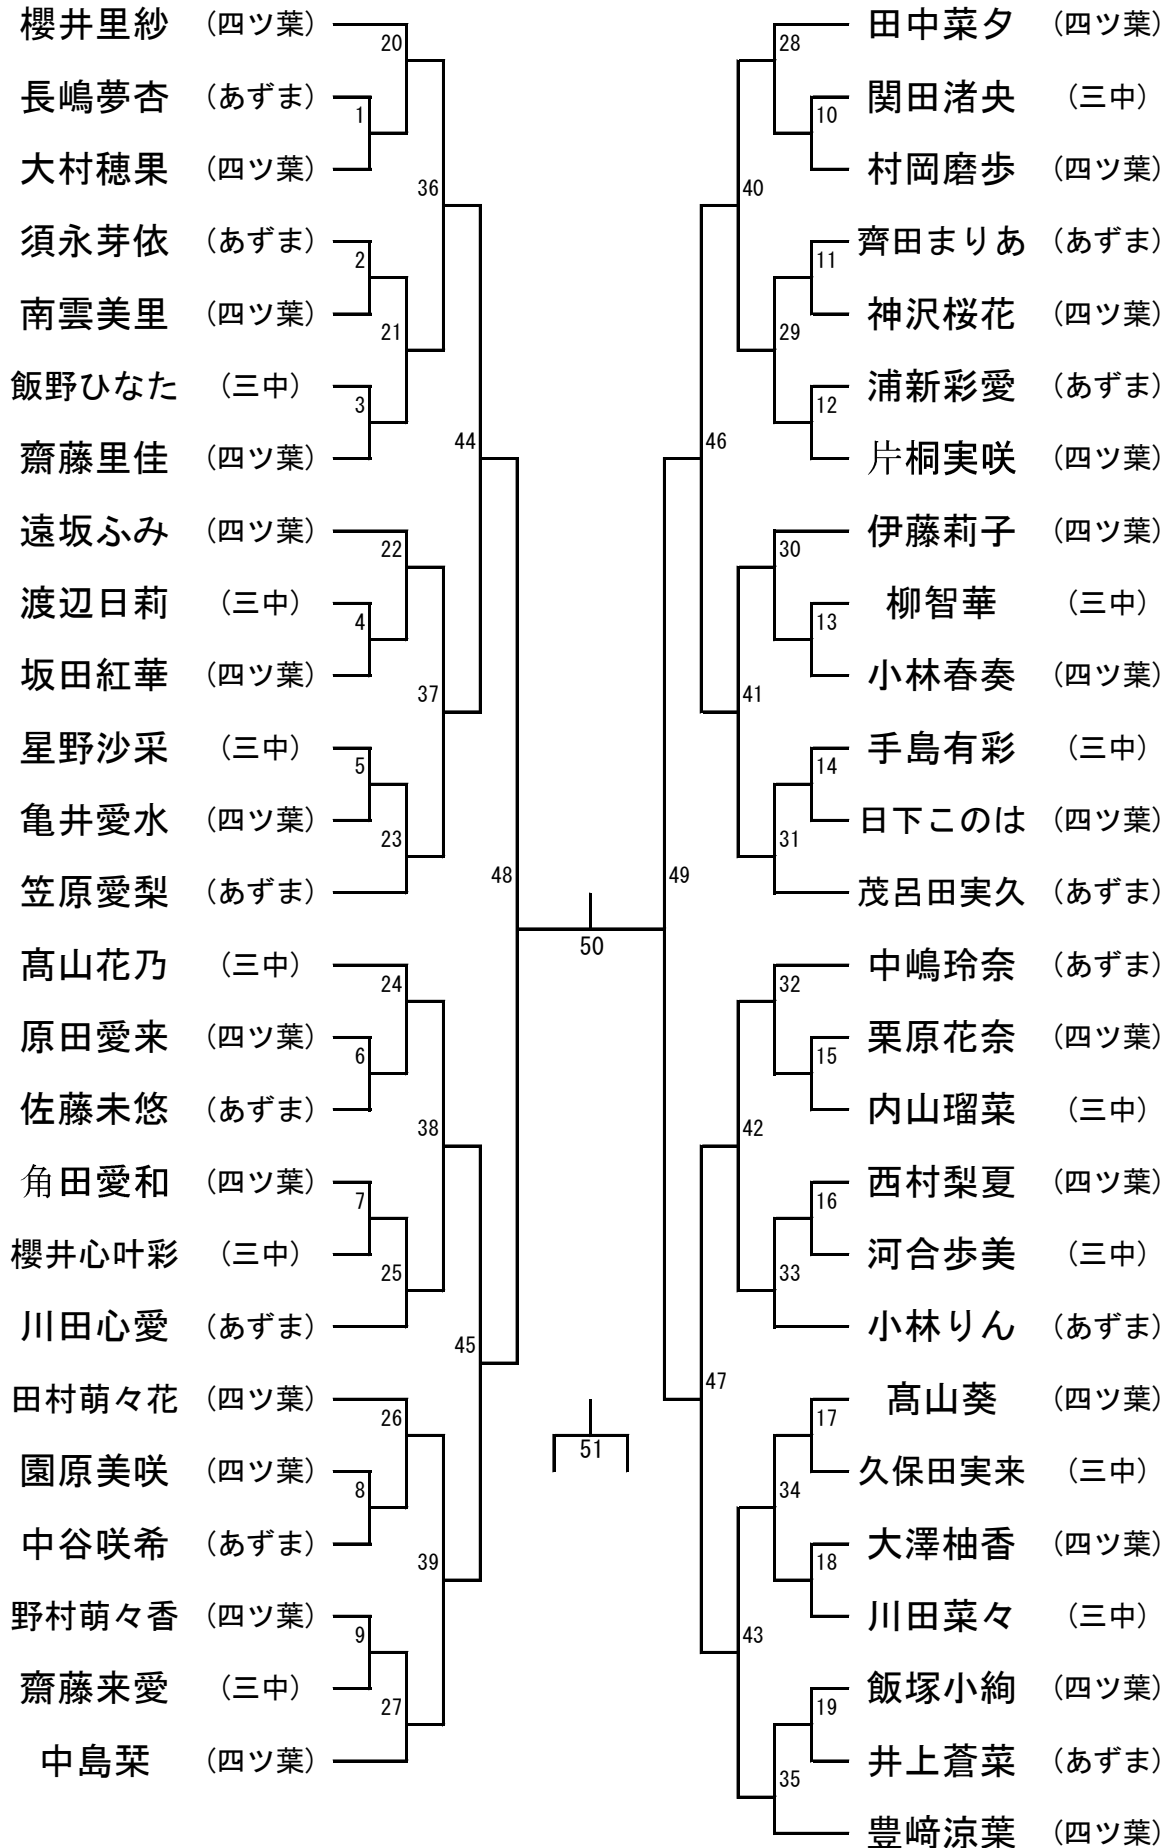 櫻井里紗 （四ツ葉） 20 28 田中菜夕 （四ツ葉）
長嶋夢杏 （あずま） 1 10 関田渚央 （三中）
大村穂果 （四ツ葉） 36 40 村岡磨歩 （四ツ葉）
須永芽依 （あずま） 2 11 齊田まりあ （あずま）
南雲美里 （四ツ葉） 21 29 神沢桜花 （四ツ葉）
飯野ひなた （三中） 3 12 浦新彩愛 （あずま）
齋藤里佳 （四ツ葉） 44 46 片桐実咲 （四ツ葉）
遠坂ふみ （四ツ葉） 22 30 伊藤莉子 （四ツ葉）
渡辺日莉 （三中） 4 13 柳智華 （三中）
坂田紅華 （四ツ葉） 37 41 小林春奏 （四ツ葉）
星野沙采 （三中） 5 14 手島有彩 （三中）
亀井愛水 （四ツ葉） 23 31 日下このは （四ツ葉）
笠原愛梨 （あずま） 48 49 茂呂田実久 （あずま）
50
髙山花乃 （三中） 24 32 中嶋玲奈 （あずま）
原田愛来 （四ツ葉） 6 15 栗原花奈 （四ツ葉）
佐藤未悠 （あずま） 38 42 内山瑠菜 （三中）
角田愛和 （四ツ葉） 7 16 西村梨夏 （四ツ葉）
櫻井心叶彩 （三中） 25 33 河合歩美 （三中）
川田心愛 （あずま） 45 47 小林りん （あずま）
田村萌々花 （四ツ葉） 26 17 髙山葵 （四ツ葉）
51
園原美咲 （四ツ葉） 8 34 久保田実来 （三中）
中谷咲希 （あずま） 39 18 大澤柚香 （四ツ葉）
野村萌々香 （四ツ葉） 9 43 川田菜々 （三中）
齋藤来愛 （三中） 27 19 飯塚小絢 （四ツ葉）
中島栞 （四ツ葉） 35 井上蒼菜 （あずま）
豊﨑涼葉 （四ツ葉）